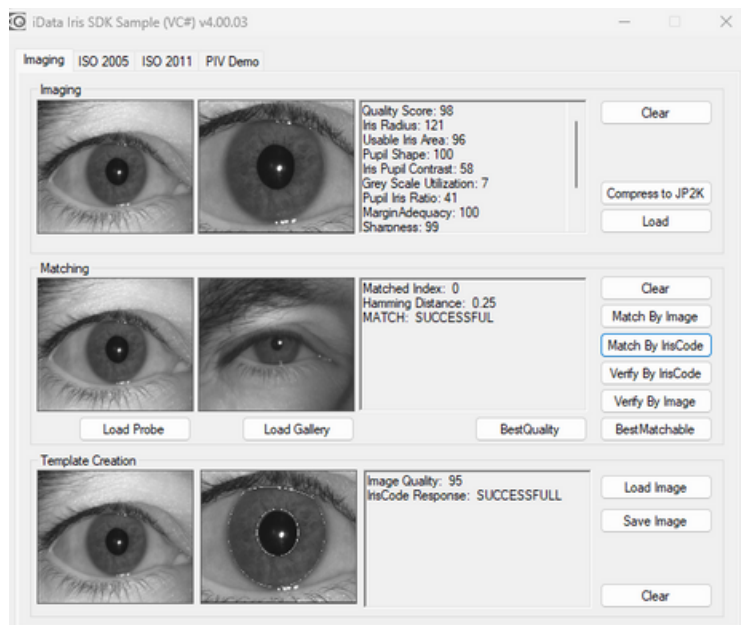 iData Iris SDK Sample (VC#) v4.00.03
Imaging ISO 2005 ISO 2011 PIV Demo
Imaging
Quality Score: 98
Iris Radius: 121
Usable Iris Area: 96
Pupil Shape: 100
Iris Pupil Contrast: 58
Grey Scale Utilization: 7
Pupil Iris Ratio: 41
MarginAdequacy: 100
Sharpness: 99
Clear
Compress to JP2K
Load
Matching
Matched Index: 0
Hamming Distance: 0.25
MATCH: SUCCESSFUL
Clear
Match By Image
Match By IrisCode
Verify By IrisCode
Verify By Image
Load Probe Load Gallery BestQuality BestMatchable
Template Creation
Image Quality: 95
IrisCode Response: SUCCESSFULL
Load Image
Save Image
Clear